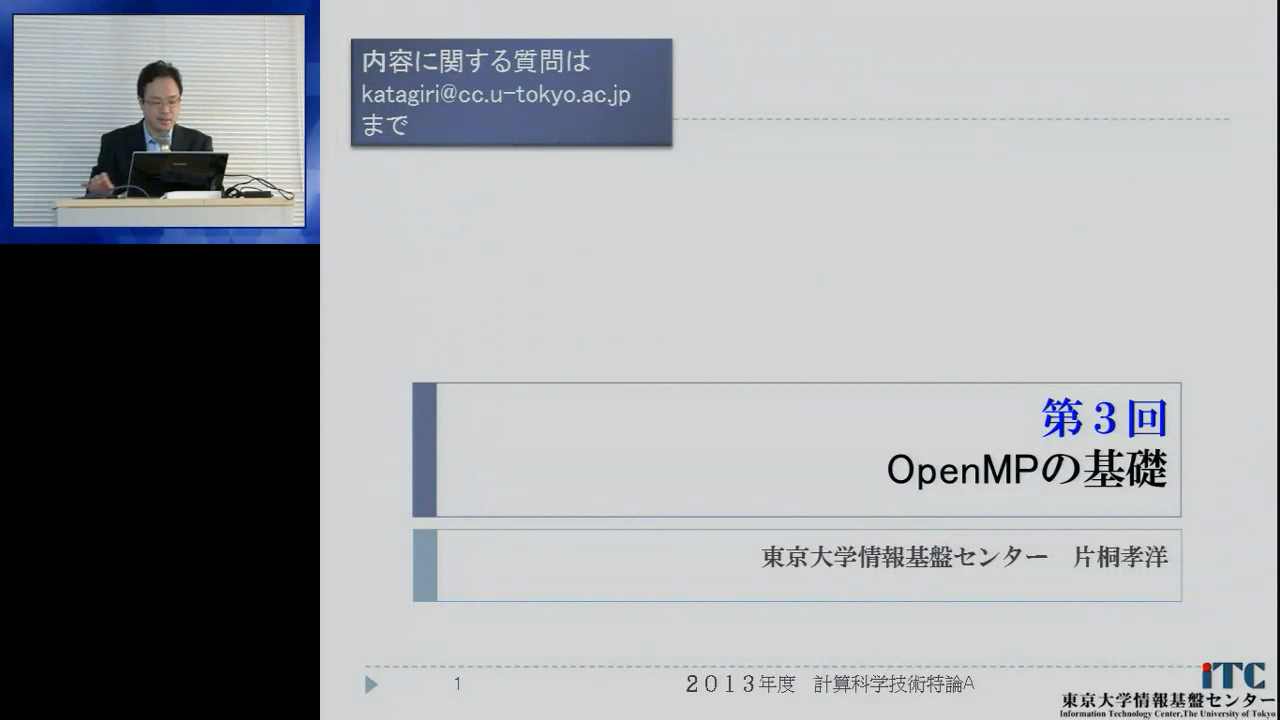 内容に関する質問は
katagiri@cc.u-tokyo.ac.jp
まで
第３回
OpenMPの基礎
東京大学情報基盤センター　片桐孝洋
1
２０１３年度　計算科学技術特論A
iTC
東京大学情報基盤センター
Information Technology Center,The University of Tokyo